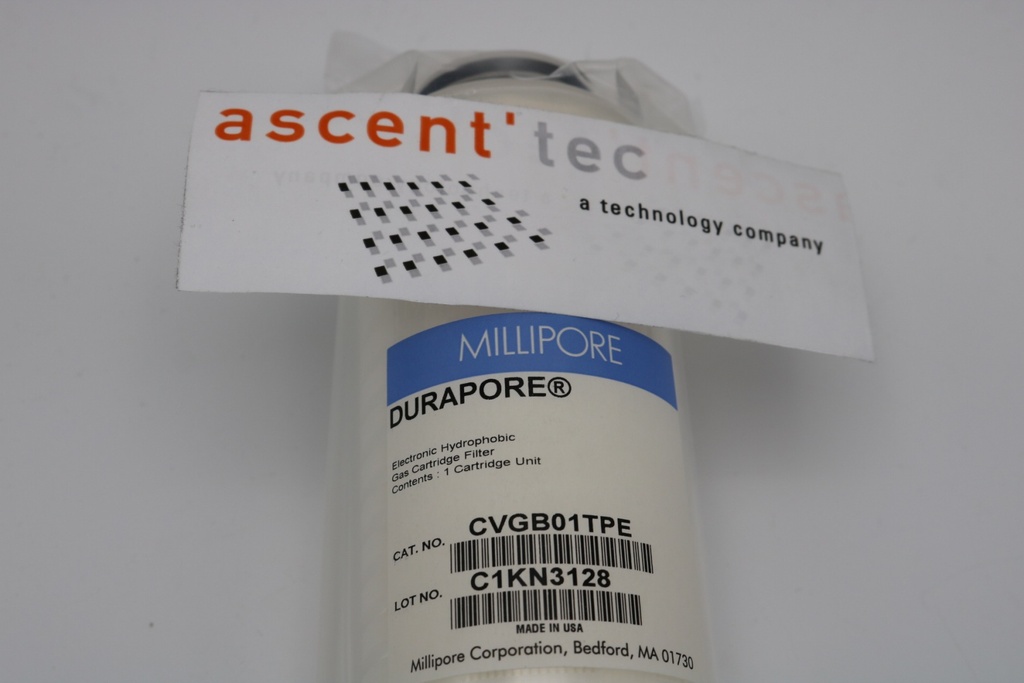 ascent' tec
a technology company
MILLIPORE
DURAPORE®
Electronic Hydrophobic
Gas Cartridge Filter
Contents : 1 Cartridge Unit
CAT. NO. CVGB01TPE
LOT NO. C1KN3128
MADE IN USA
Millipore Corporation, Bedford, MA 01730